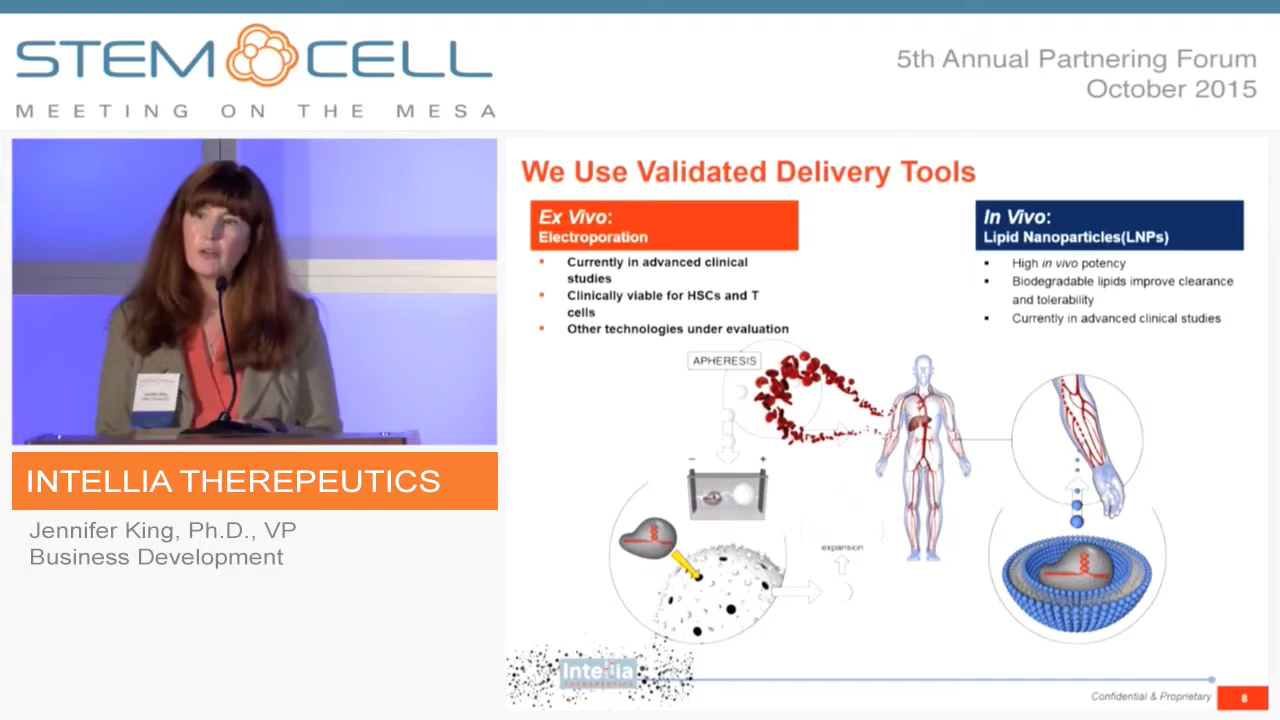 STEM CELL
MEETING ON THE MESA
5th Annual Partnering Forum
October 2015
INTELLIA THEREPEUTICS
Jennifer King, Ph.D., VP
Business Development
We Use Validated Delivery Tools
Ex Vivo:
Electroporation
▪ Currently in advanced clinical
studies
▪ Clinically viable for HSCs and T
cells
▪ Other technologies under evaluation
In Vivo:
Lipid Nanoparticles(LNPs)
▪ High in vivo potency
▪ Biodegradable lipids improve clearance
and tolerability
▪ Currently in advanced clinical studies
APHERESIS
− +
expansion
Intellia
THERAPEUTICS
Confidential & Proprietary
8